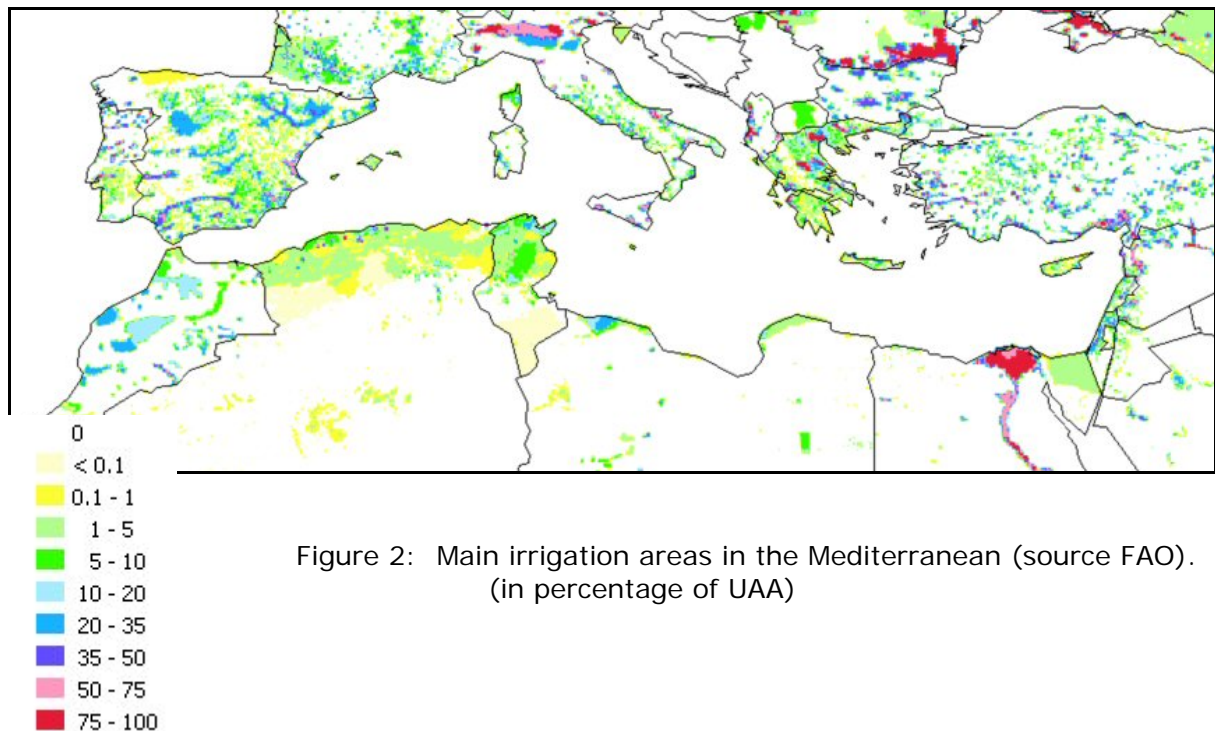 0
< 0.1
0.1 - 1
1 - 5
5 - 10
10 - 20
20 - 35
35 - 50
50 - 75
75 - 100
Figure 2: Main irrigation areas in the Mediterranean (source FAO).
(in percentage of UAA)